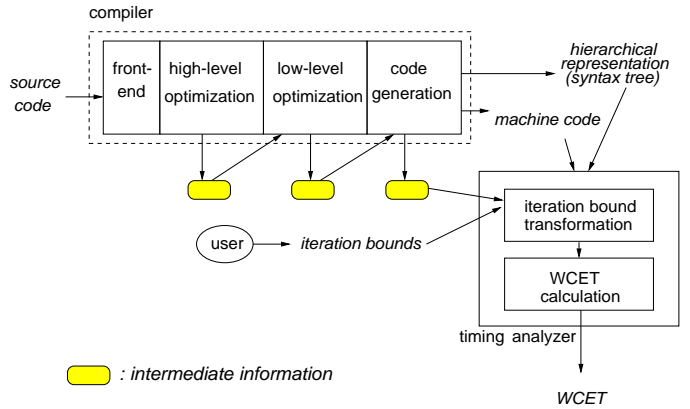 compiler
source
code
front-
end
high-level
optimization
low-level
optimization
code
generation
hierarchical
representation
(syntax tree)
machine code
user
iteration bounds
iteration bound
transformation
WCET
calculation
timing analyzer
: intermediate information
WCET